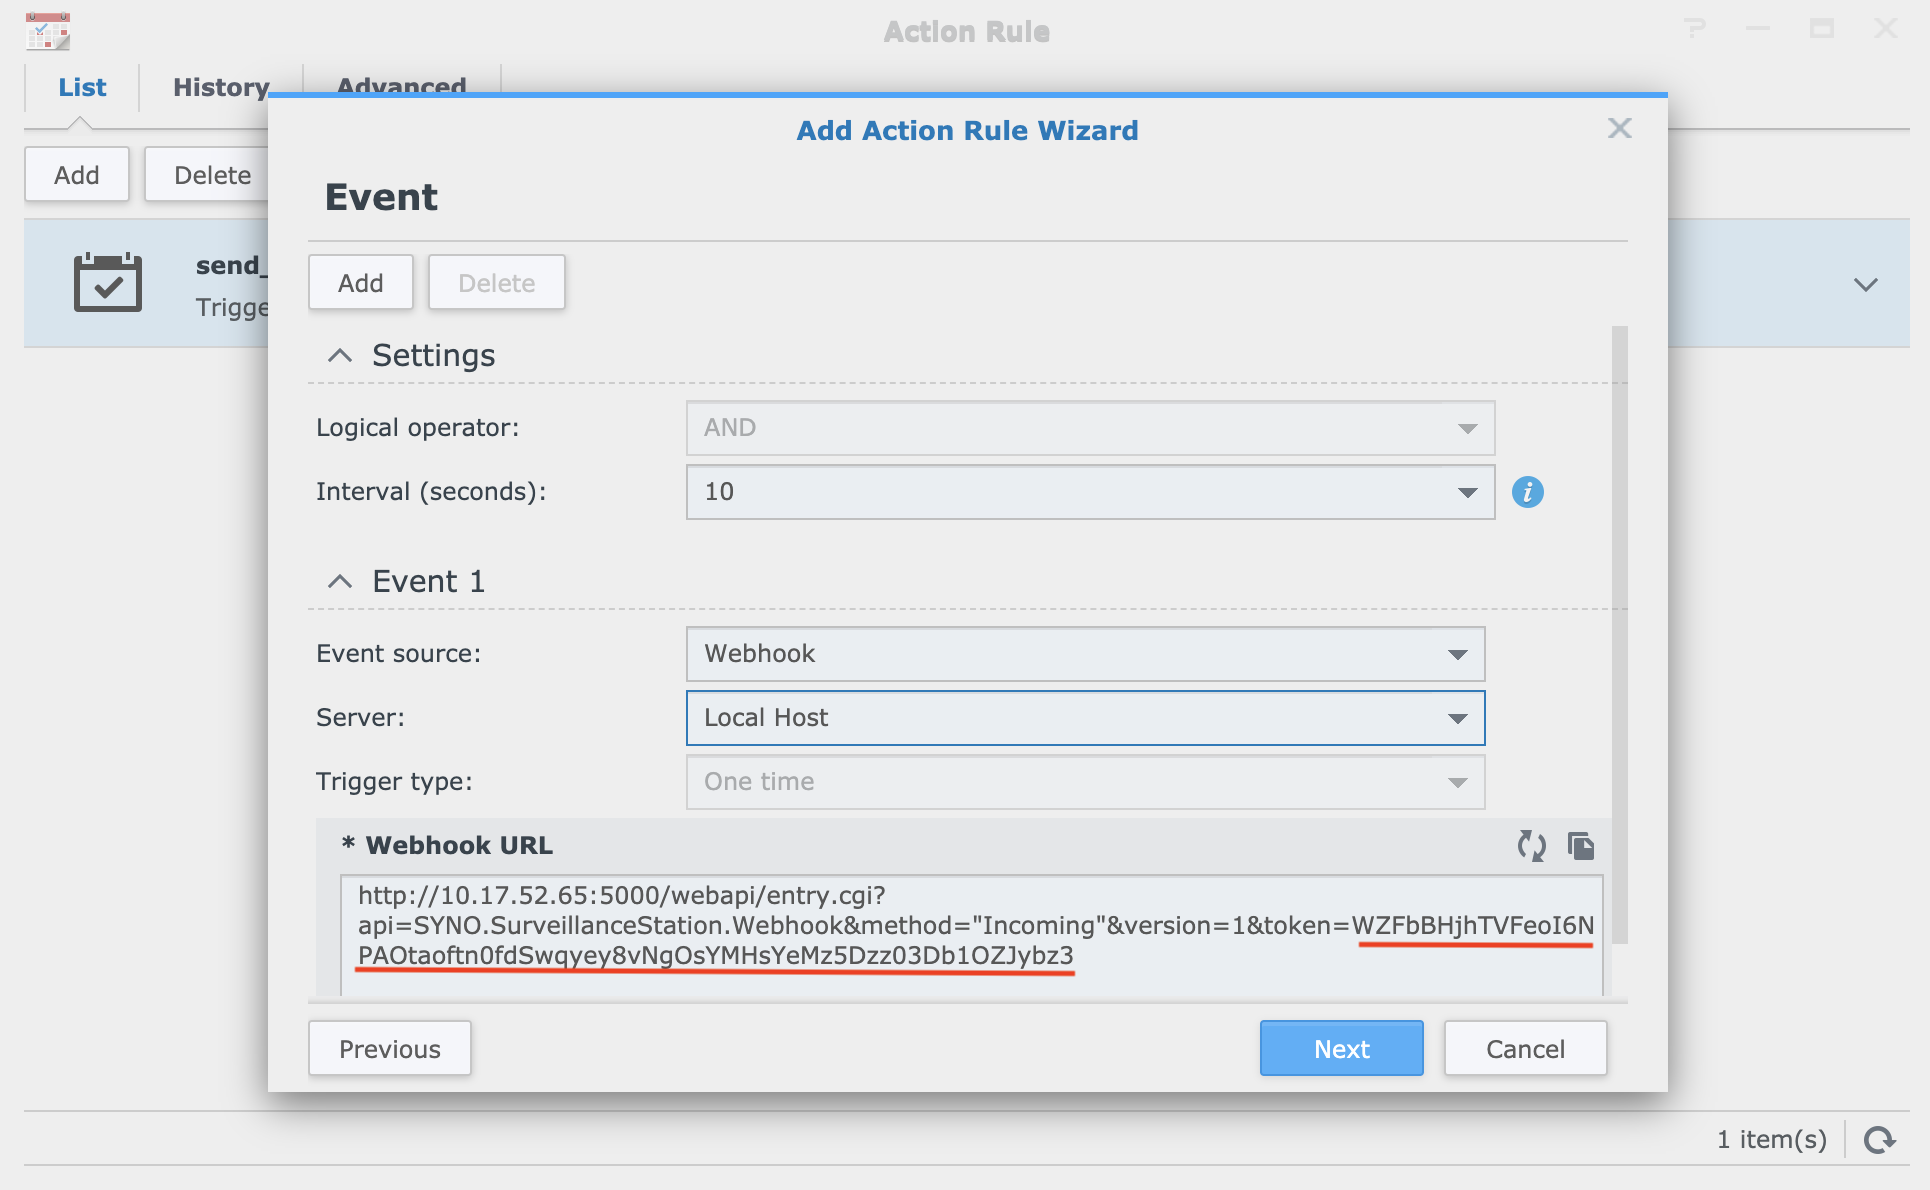 Action Rule
List
History
Advanced
Add
Delete
send_
Trigge
Add Action Rule Wizard
Event
Add
Delete
Settings
Logical operator:
AND
Interval (seconds):
10
i
Event 1
Event source:
Webhook
Server:
Local Host
Trigger type:
One time
* Webhook URL
http://10.17.52.65:5000/webapi/entry.cgi?
api=SYNO.SurveillanceStation.Webhook&method="Incoming"&version=1&token=WZFbBHjhTVFeoI6N
PAOtaoftn0fdSwqyey8vNgOsYMHsYeMz5Dzz03Db1OZJybz3
Previous
Next
Cancel
1 item(s)